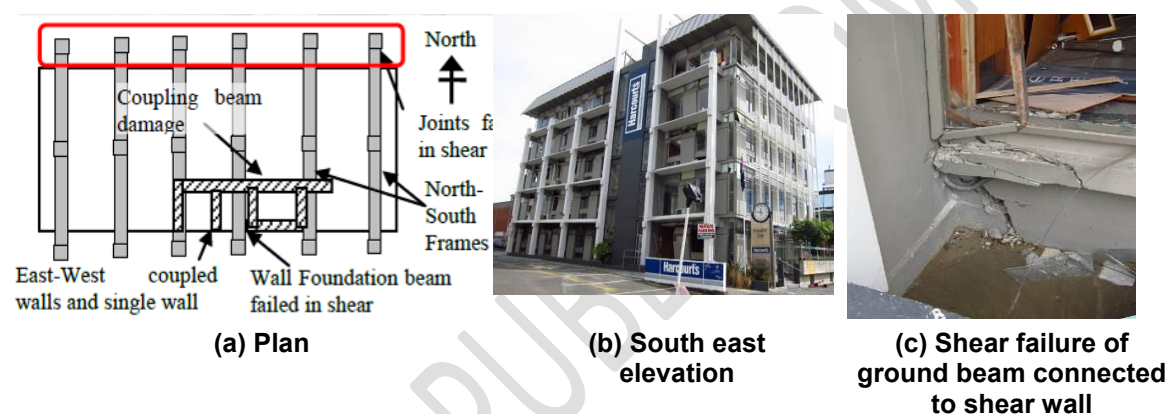 North
Coupling beam
damage
Joints fa
in shear
North-
South
Frames
East-West coupled
walls and single wall
Wall Foundation beam
failed in shear
(a) Plan
Harcourts
Harcourts
(b) South east
elevation
(c) Shear failure of
ground beam connected
to shear wall